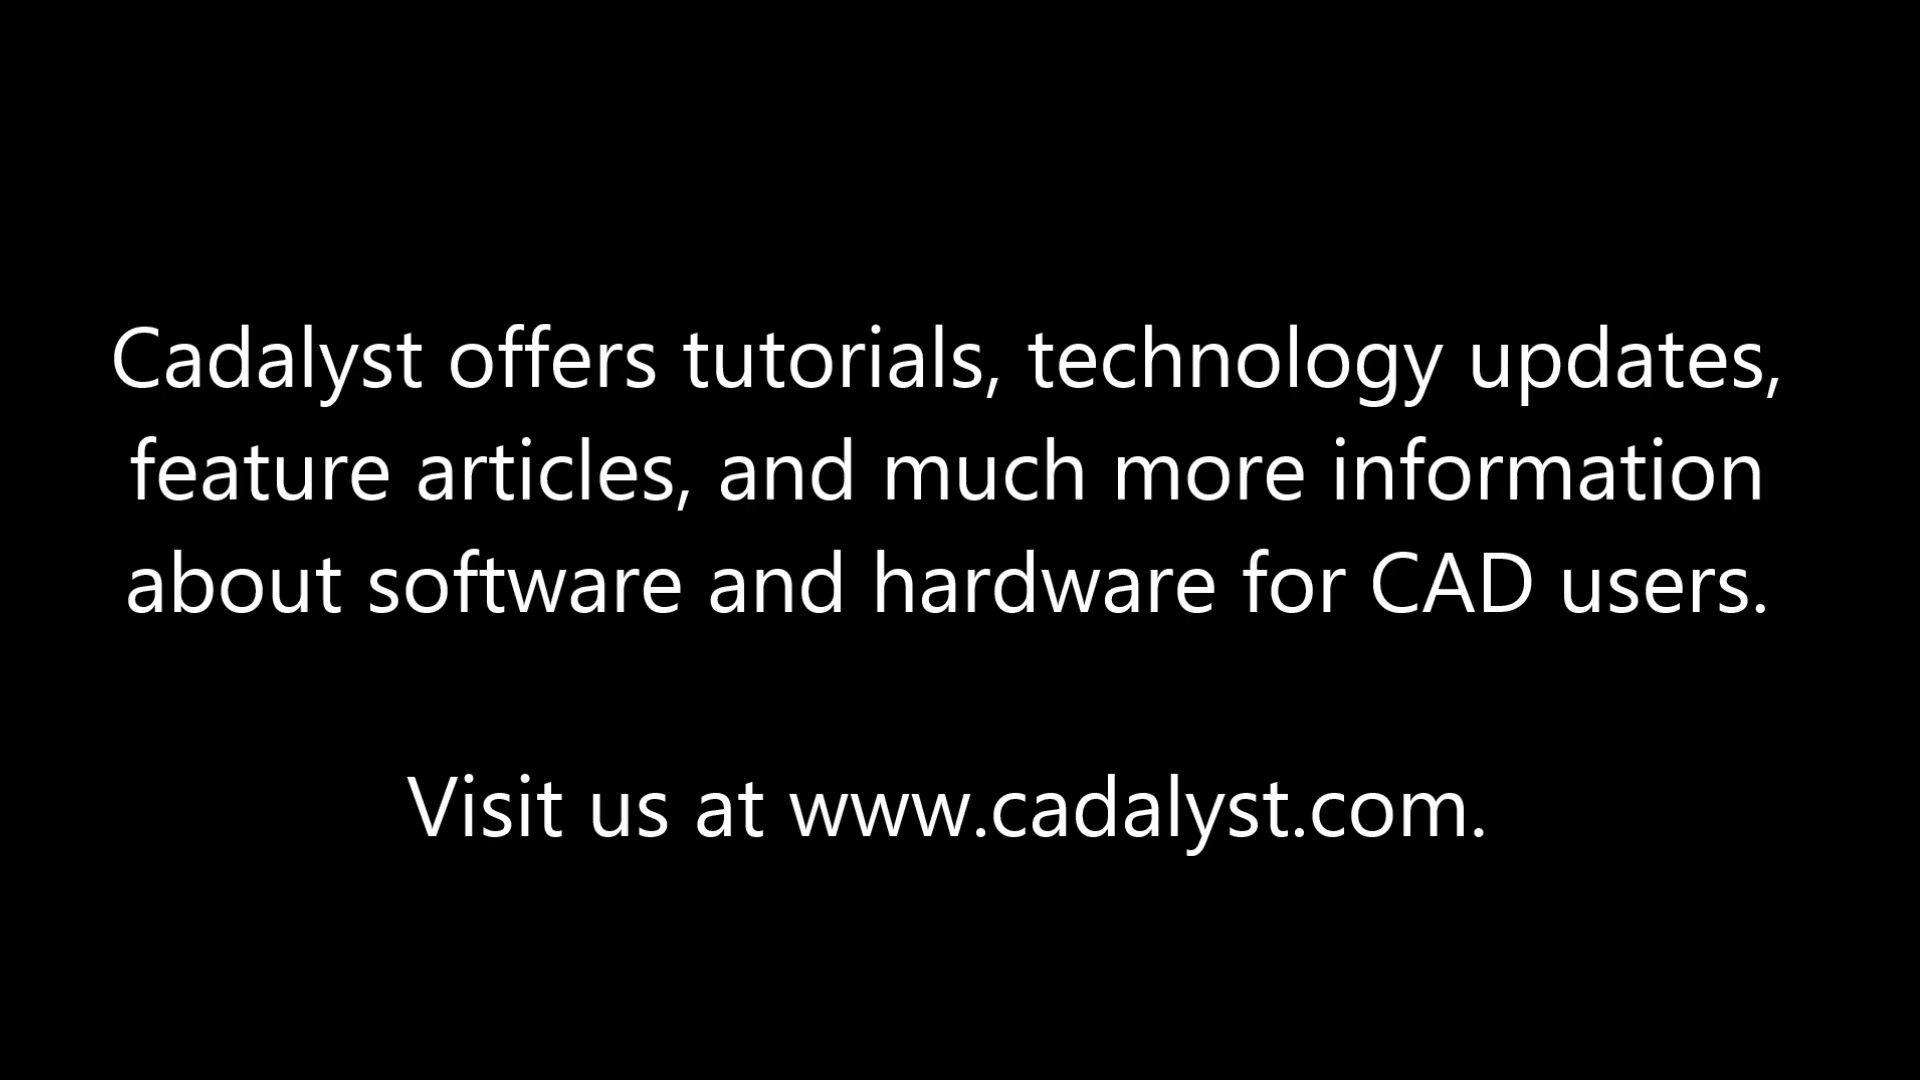 Cadalyst offers tutorials, technology updates,
feature articles, and much more information
about software and hardware for CAD users.
Visit us at www.cadalyst.com.